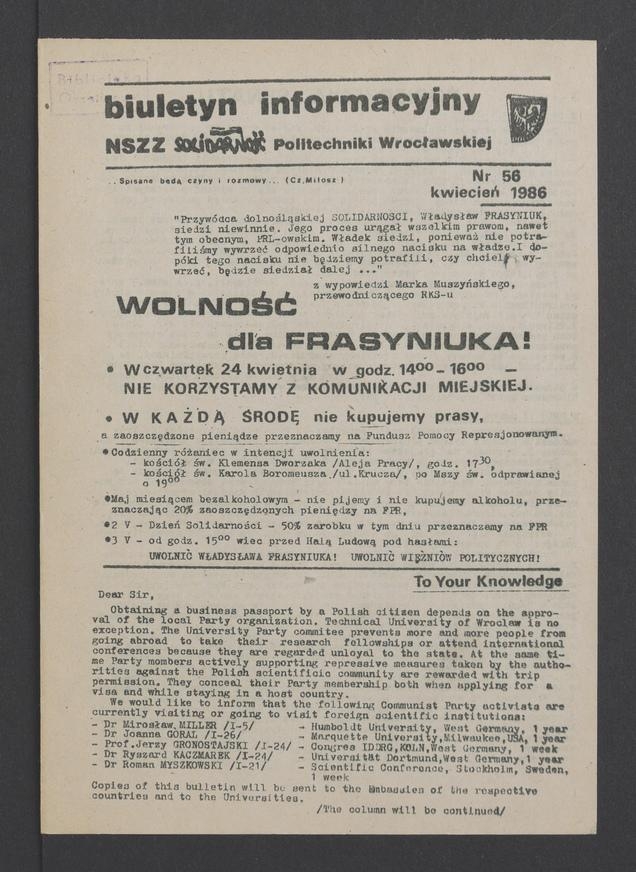 Biblioteka
biuletyn informacyjny
NSZZ SOLIDARNOŚĆ Politechniki Wrocławskiej
..Spisane będą czyny i rozmowy... (Cz.Miłosz)
Nr 56
kwiecień 1986
"Przywódca dolnośląskiej SOLIDARNOŚCI, Władysław FRASYNIUK,
siedzi niewinnie. Jego proces urągał wszelkim prawom, nawet
tym obecnym, PRL-owskim. Władek siedzi, ponieważ nie potra-
filiśmy wywrzeć odpowiednio silnego nacisku na władze.I do-
póki tego nacisku nie będziemy potrafili, czy chcieli wy-
wrzeć, będzie siedział dalej ..."
z wypowiedzi Marka Muszyńskiego,
przewodniczącego RKS-u
WOLNOŚĆ
dla FRASYNIUKA!
• W czwartek 24 kwietnia w godz. 14⁰⁰ - 16⁰⁰ —
NIE KORZYSTAMY Z KOMUNIKACJI MIEJSKIEJ.
• W KAŻDĄ ŚRODĘ nie kupujemy prasy,
a zaoszczędzone pieniądze przeznaczamy na Fundusz Pomocy Represjonowanym.
•Codzienny różaniec w intencji uwolnienia:
- kościół św. Klemensa Dworzaka /Aleja Pracy/, godz. 17³⁰,
- kościół św. Karola Boromeusza /ul.Krucza/, po Mszy św. odprawianej
o 19⁰⁰
•Maj miesiącem bezalkoholowym - nie pijemy i nie kupujemy alkoholu, prze-
znaczając 20% zaoszczędzonych pieniędzy na FPR,
•2 V - Dzień Solidarności - 50% zarobku w tym dniu przeznaczamy na FPR
•3 V - od godz. 15⁰⁰ wiec przed Halą Ludową pod hasłami:
UWOLNIĆ WŁADYSŁAWA FRASYNIUKA! UWOLNIĆ WIĘŹNIÓW POLITYCZNYCH!
To Your Knowledge
Dear Sir,
Obtaining a business passport by a Polish citizen depends on the appro-
val of the local Party organization. Technical University of Wrocław is no
exception. The University Party commitee prevents more and more people from
going abroad to take their research fellowships or attend international
conferences because they are regarded unloyal to the state. At the same ti-
me Party members actively supporting repressive measures taken by the autho-
rities against the Polish scientificic community are rewarded with trip
permission. They conceal their Party membership both when applying for a
visa and while staying in a host country.
We would like to inform that the following Communist Party activists are
currently visiting or going to visit foreign scientific institutions:
- Dr Mirosław MILLER /I-5/ - Humboldt University, West Germany, 1 year
- Dr Joanna GORAL /I-26/ - Marquette University,Milwaukee,USA, 1 year
- Prof.Jerzy GRONOSTAJSKI /I-24/ - Congres IDDRG,KOLN,West Germany, 1 week
- Dr Ryszard KACZMAREK /I-24/ - Universität Dortmund,West Germany,1 year
- Dr Roman MYSZKOWSKI /I-21/ - Scientific Conference, Stockholm, Sweden,
1 week
Copies of this bulletin will be sent to the Embassies of the respective
countries and to the Universities.
/The column will be continued/